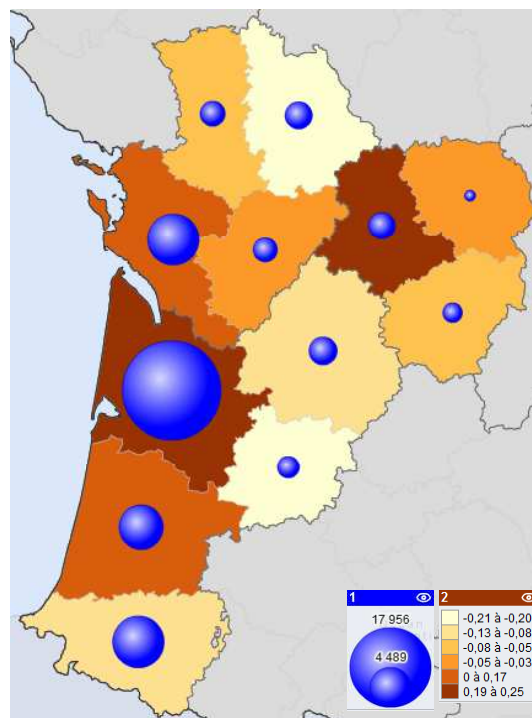 1
17 956
4 489
2
-0,21 à -0,20
-0,13 à -0,08
-0,08 à -0,05
-0,05 à -0,03
0 à 0,17
0,19 à 0,25